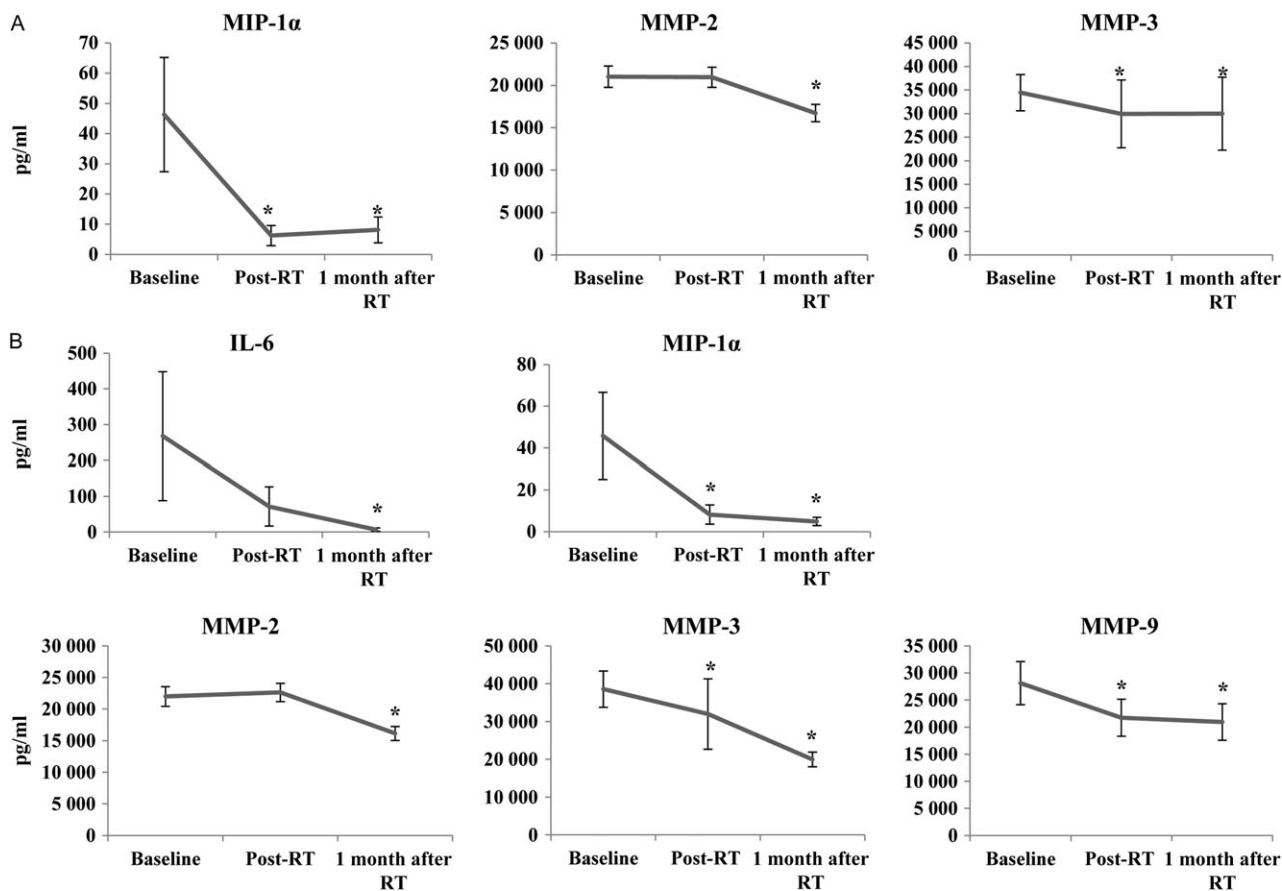 A
MIP-1α
pg/ml
70
60
50
40
30
20
10
0
*
*
Baseline
Post-RT
1 month after
RT
MMP-2
25 000
20 000
15 000
10 000
5 000
0
*
Baseline
Post-RT
1 month after
RT
MMP-3
45 000
40 000
35 000
30 000
25 000
20 000
15 000
10 000
5 000
0
*
*
Baseline
Post-RT
1 month after
RT
B
IL-6
pg/ml
500
400
300
200
100
0
*
Baseline
Post-RT
1 month after
RT
MIP-1α
80
60
40
20
0
*
*
Baseline
Post-RT
1 month after
RT
MMP-2
pg/ml
30 000
25 000
20 000
15 000
10 000
5 000
0
*
Baseline
Post-RT
1 month after
RT
MMP-3
50 000
40 000
30 000
20 000
10 000
0
*
*
Baseline
Post-RT
1 month after
RT
MMP-9
35 000
30 000
25 000
20 000
15 000
10 000
5 000
0
*
*
Baseline
Post-RT
1 month after
RT